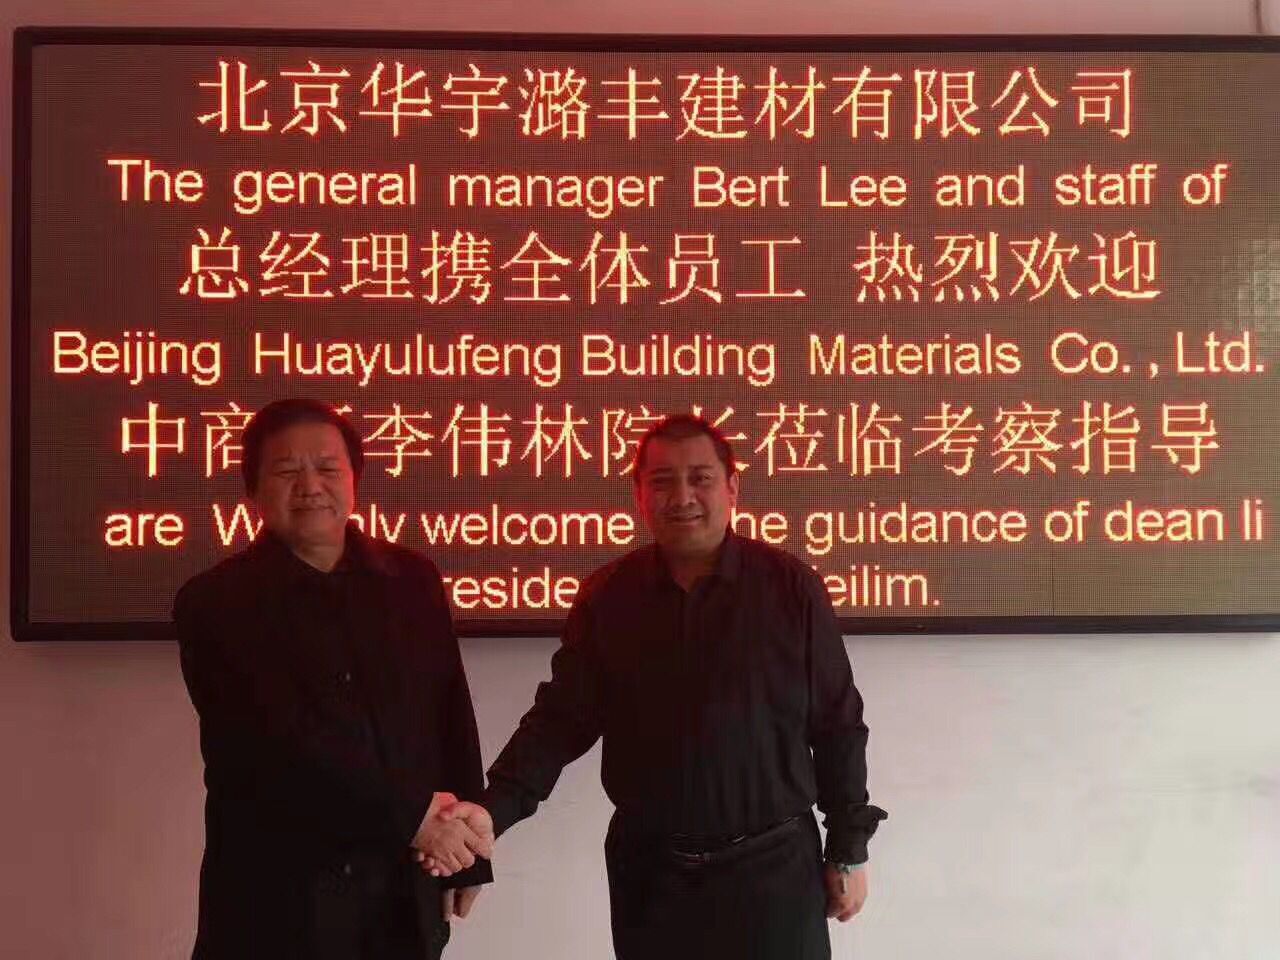 北京华宇潞丰建材有限公司
The general manager Bert Lee and staff of
总经理携全体员工 热烈欢迎
Beijing Huayulufeng Building Materials Co., Ltd.
中商 李伟林院长莅临考察指导
are welcome the guidance of dean li